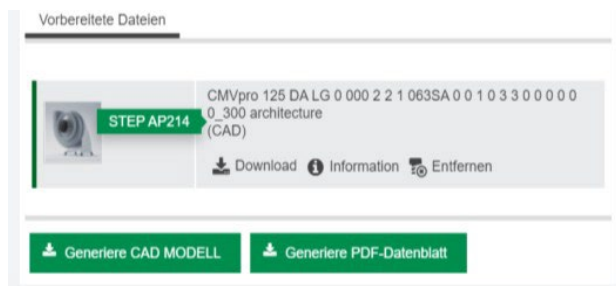 Vorbereitete Dateien
STEP AP214
CMVpro 125 DA LG 0 000 2 2 1 063SA 0 0 1 0 3 3 0 0 0 0 0
0_300 architecture
(CAD)
Download Information Entfernen
Generiere CAD MODELL Generiere PDF-Datenblatt